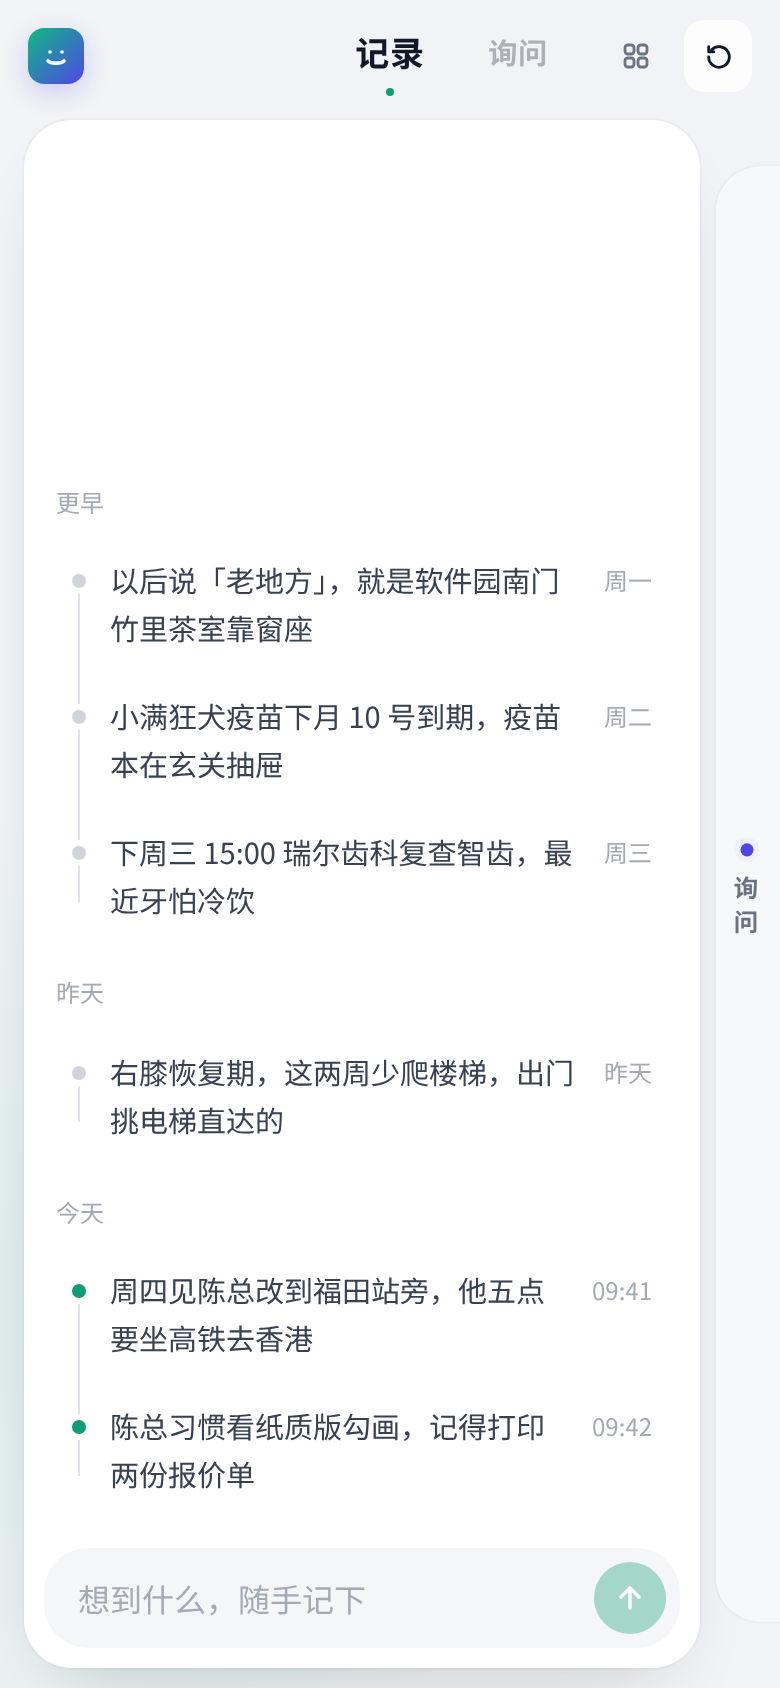 记录
询问
更早
以后说「老地方」，就是软件园南门
周一
竹里茶室靠窗座
小满狂犬疫苗下月 10 号到期，疫苗
周二
本在玄关抽屉
下周三 15:00 瑞尔齿科复查智齿，最
周三
近牙怕冷饮
昨天
右膝恢复期，这两周少爬楼梯，出门
昨天
挑电梯直达的
今天
周四见陈总改到福田站旁，他五点
09:41
要坐高铁去香港
陈总习惯看纸质版勾画，记得打印
09:42
两份报价单
想到什么，随手记下
询
问